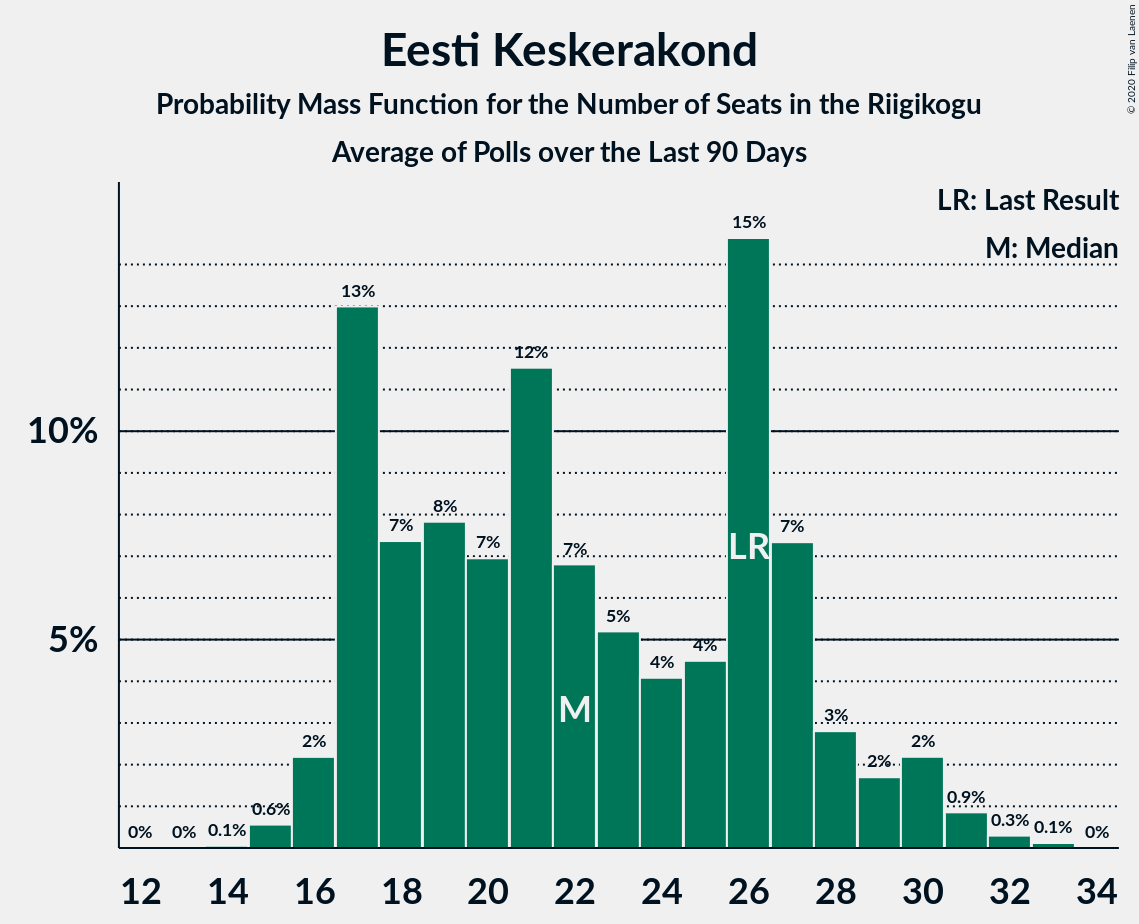 © 2020 Filip van Laenen
Eesti Keskerakond
Probability Mass Function for the Number of Seats in the Riigikogu
Average of Polls over the Last 90 Days
LR: Last Result
M: Median
10%
5%
0% 0% 0.1% 0.6% 2% 13% 7% 8% 7% 12% 7% 5% 4% 4% 15% 7% 3% 2% 2% 0.9% 0.3% 0.1% 0%
LR
M
12 14 16 18 20 22 24 26 28 30 32 34